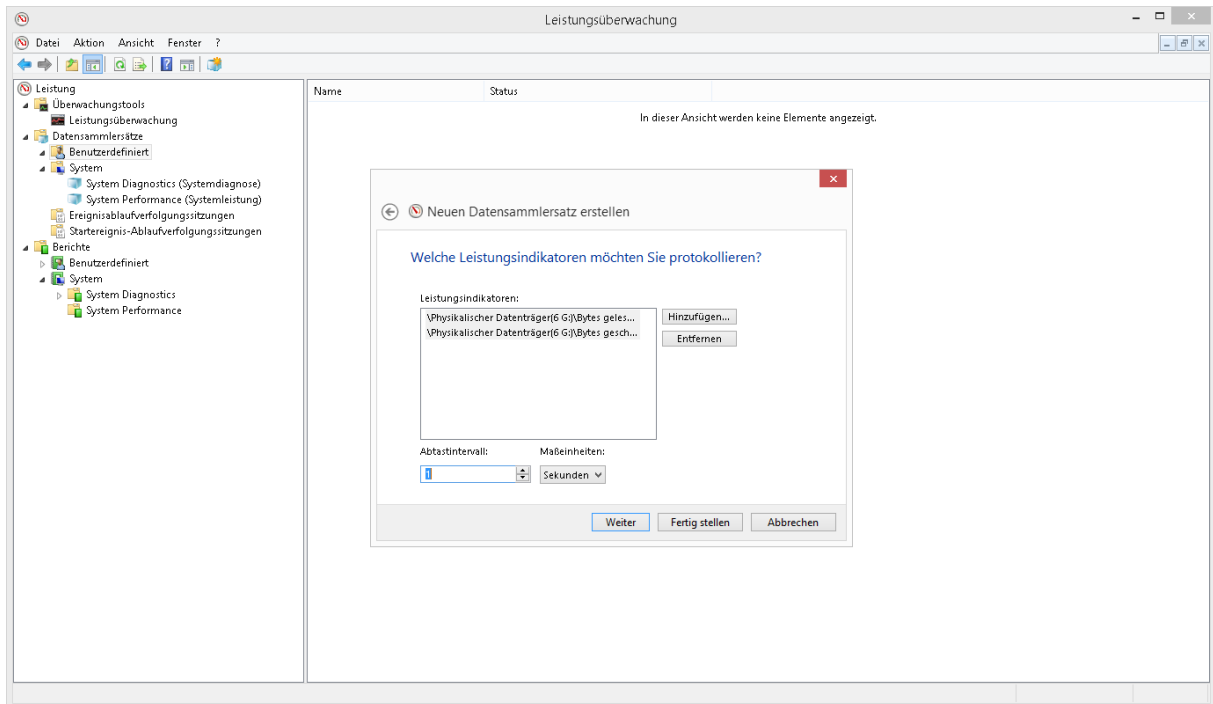 Leistungsüberwachung
Datei Aktion Ansicht Fenster ?
Leistung
Überwachungstools
Leistungsüberwachung
Datensammlersätze
Benutzerdefiniert
System
System Diagnostics (Systemdiagnose)
System Performance (Systemleistung)
Ereignisablaufverfolgungssitzungen
Startereignis-Ablaufverfolgungssitzungen
Berichte
Benutzerdefiniert
System
System Diagnostics
System Performance
Name Status
In dieser Ansicht werden keine Elemente angezeigt.
Neuen Datensammlersatz erstellen
Welche Leistungsindikatoren möchten Sie protokollieren?
Leistungsindikatoren:
\Physikalischer Datenträger(6 G:)\Bytes geles...
\Physikalischer Datenträger(6 G:)\Bytes gesch...
Hinzufügen...
Entfernen
Abtastintervall: Maßeinheiten:
1 Sekunden
Weiter Fertig stellen Abbrechen